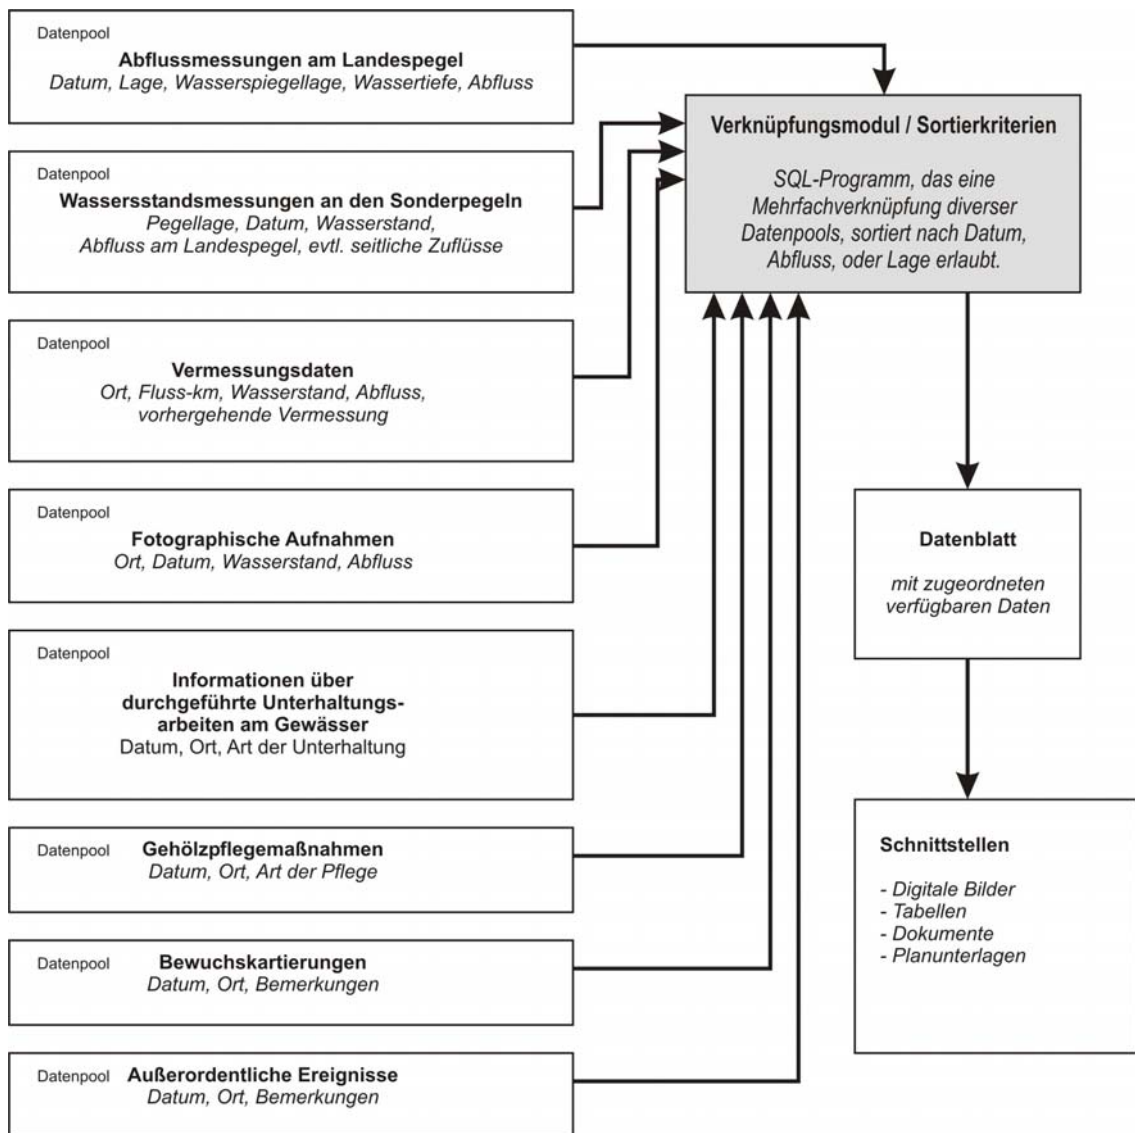 Datenpool
Abflussmessungen am Landespegel
Datum, Lage, Wasserspiegellage, Wassertiefe, Abfluss
Datenpool
Wassersstandsmessungen an den Sonderpegeln
Pegellage, Datum, Wasserstand,
Abfluss am Landespegel, evtl. seitliche Zuflüsse
Datenpool
Vermessungsdaten
Ort, Fluss-km, Wasserstand, Abfluss,
vorhergehende Vermessung
Datenpool
Fotographische Aufnahmen
Ort, Datum, Wasserstand, Abfluss
Datenpool
Informationen über
durchgeführte Unterhaltungs-
arbeiten am Gewässer
Datum, Ort, Art der Unterhaltung
Datenpool
Gehölzpflegemaßnahmen
Datum, Ort, Art der Pflege
Datenpool
Bewuchskartierungen
Datum, Ort, Bemerkungen
Datenpool
Außerordentliche Ereignisse
Datum, Ort, Bemerkungen
Verknüpfungsmodul / Sortierkriterien
SQL-Programm, das eine
Mehrfachverknüpfung diverser
Datenpools, sortiert nach Datum,
Abfluss, oder Lage erlaubt.
Datenblatt
mit zugeordneten
verfügbaren Daten
Schnittstellen
- Digitale Bilder
- Tabellen
- Dokumente
- Planunterlagen